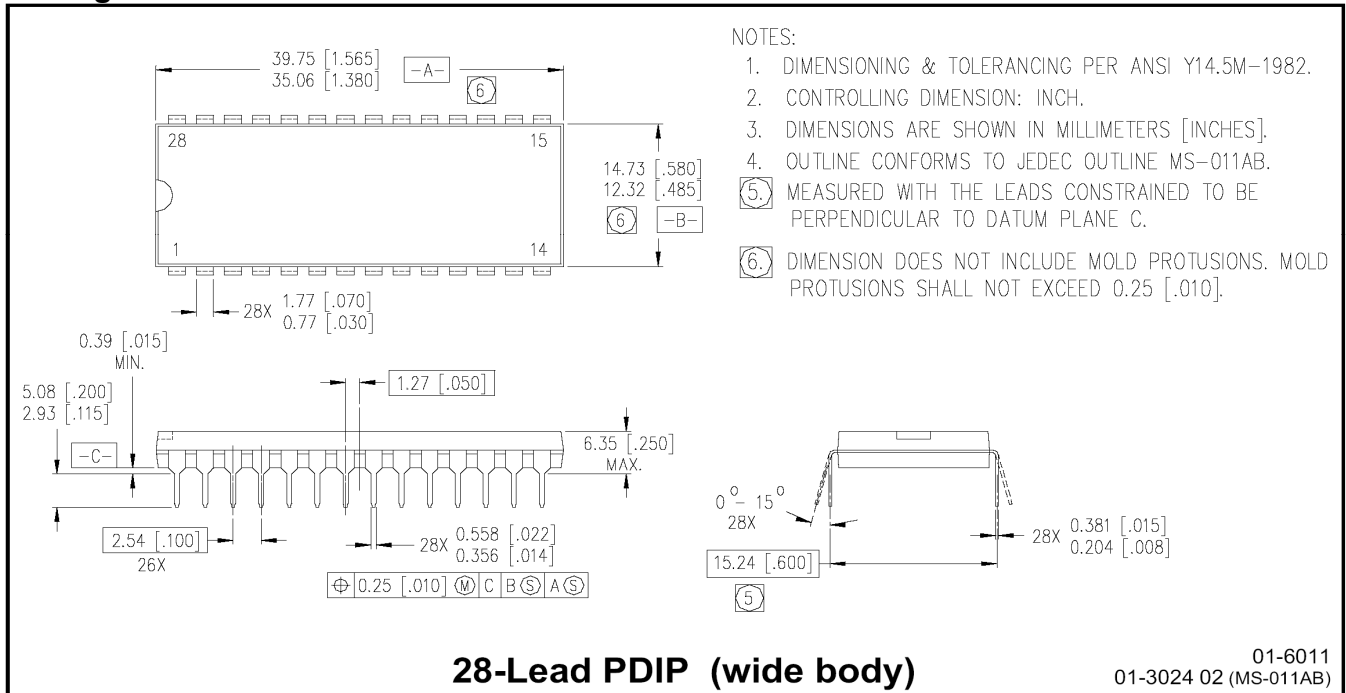 39.75 [1.565]
35.06 [1.380]
-A-
6
28
15
1
14
14.73 [.580]
12.32 [.485]
6
-B-
28X
1.77 [.070]
0.77 [.030]
NOTES:
1. DIMENSIONING & TOLERANCING PER ANSI Y14.5M-1982.
2. CONTROLLING DIMENSION: INCH.
3. DIMENSIONS ARE SHOWN IN MILLIMETERS [INCHES].
4. OUTLINE CONFORMS TO JEDEC OUTLINE MS-011AB.
5. MEASURED WITH THE LEADS CONSTRAINED TO BE
PERPENDICULAR TO DATUM PLANE C.
6. DIMENSION DOES NOT INCLUDE MOLD PROTUSIONS. MOLD
PROTUSIONS SHALL NOT EXCEED 0.25 [.010].
0.39 [.015]
MIN.
5.08 [.200]
2.93 [.115]
-C-
1.27 [.050]
6.35 [.250]
MAX.
2.54 [.100]
26X
28X
0.558 [.022]
0.356 [.014]
⌖ 0.25 [.010] Ⓜ C B Ⓢ A Ⓢ
0° - 15°
28X
15.24 [.600]
5
28X
0.381 [.015]
0.204 [.008]
28-Lead PDIP (wide body)
01-6011
01-3024 02 (MS-011AB)